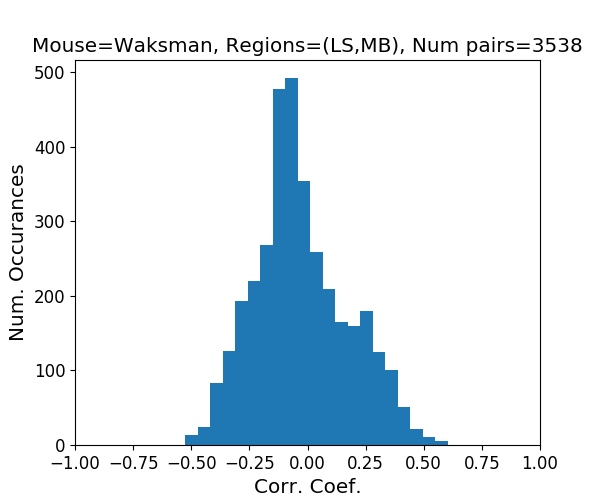 Mouse=Waksman, Regions=(LS,MB), Num pairs=3538
500
400
300
200
100
0
Num. Occurances
−1.00 −0.75 −0.50 −0.25 0.00 0.25 0.50 0.75 1.00
Corr. Coef.